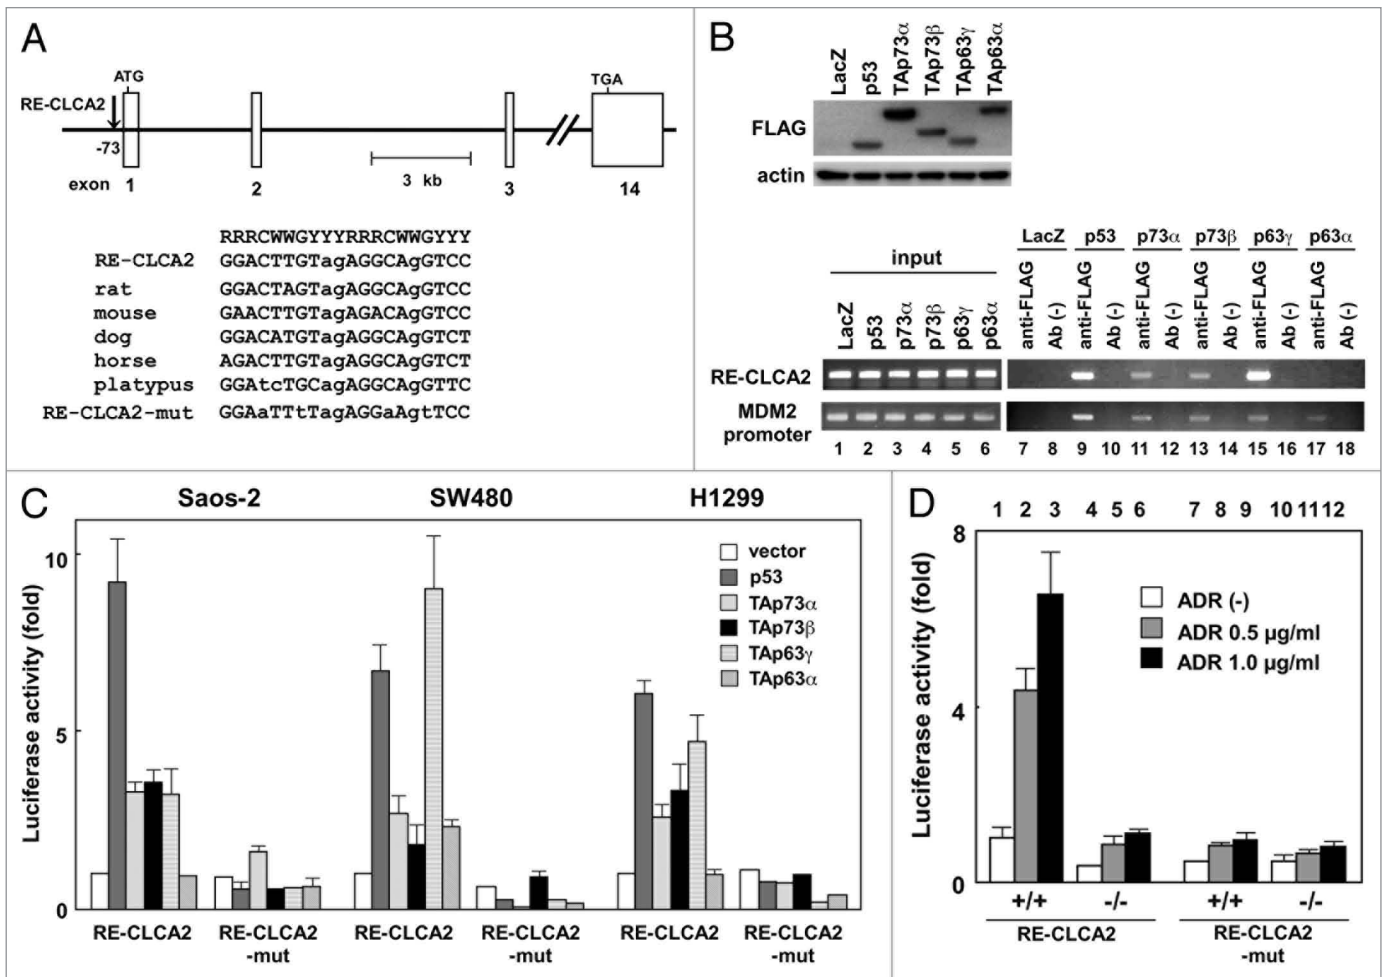 A
ATG
TGA
RE-CLCA2
-73
3 kb
exon 1 2 3 14
RRRCWWGYYYRRRCWWGYYY
RE-CLCA2 GGACTTGTagAGGCAgGTCC
rat GGACTAGTagAGGCAgGTCC
mouse GAACTTGTagAGACAgGTCC
dog GGACATGTagAGGCAgGTCT
horse AGACTTGTagAGGCAgGTCT
platypus GGAtcTGCagAGGCAgGTTC
RE-CLCA2-mut GGAaTTtTagAGGaAgtTCC
B
LacZ p53 TAp73α TAp73β TAp63γ TAp63α
FLAG
actin
input
LacZ p53 p73α p73β p63γ p63α
LacZ p53 p73α p73β p63γ p63α
anti-FLAG Ab (-) anti-FLAG Ab (-) anti-FLAG Ab (-) anti-FLAG Ab (-) anti-FLAG Ab (-) anti-FLAG Ab (-)
RE-CLCA2
MDM2
promoter
1 2 3 4 5 6 7 8 9 10 11 12 13 14 15 16 17 18
C
Saos-2 SW480 H1299
Luciferase activity (fold)
10
5
0
vector
p53
TAp73α
TAp73β
TAp63γ
TAp63α
RE-CLCA2 RE-CLCA2 RE-CLCA2 RE-CLCA2 RE-CLCA2 RE-CLCA2
-mut -mut -mut
D
1 2 3 4 5 6 7 8 9 10 11 12
Luciferase activity (fold)
8
4
0
ADR (-)
ADR 0.5 μg/ml
ADR 1.0 μg/ml
+/+ -/- +/+ -/-
RE-CLCA2 RE-CLCA2
-mut